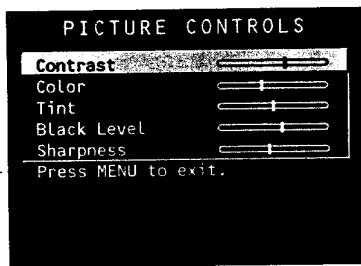 PICTURE CONTROLS
Contrast
Color
Tint
Black Level
Sharpness
Press MENU to exit.